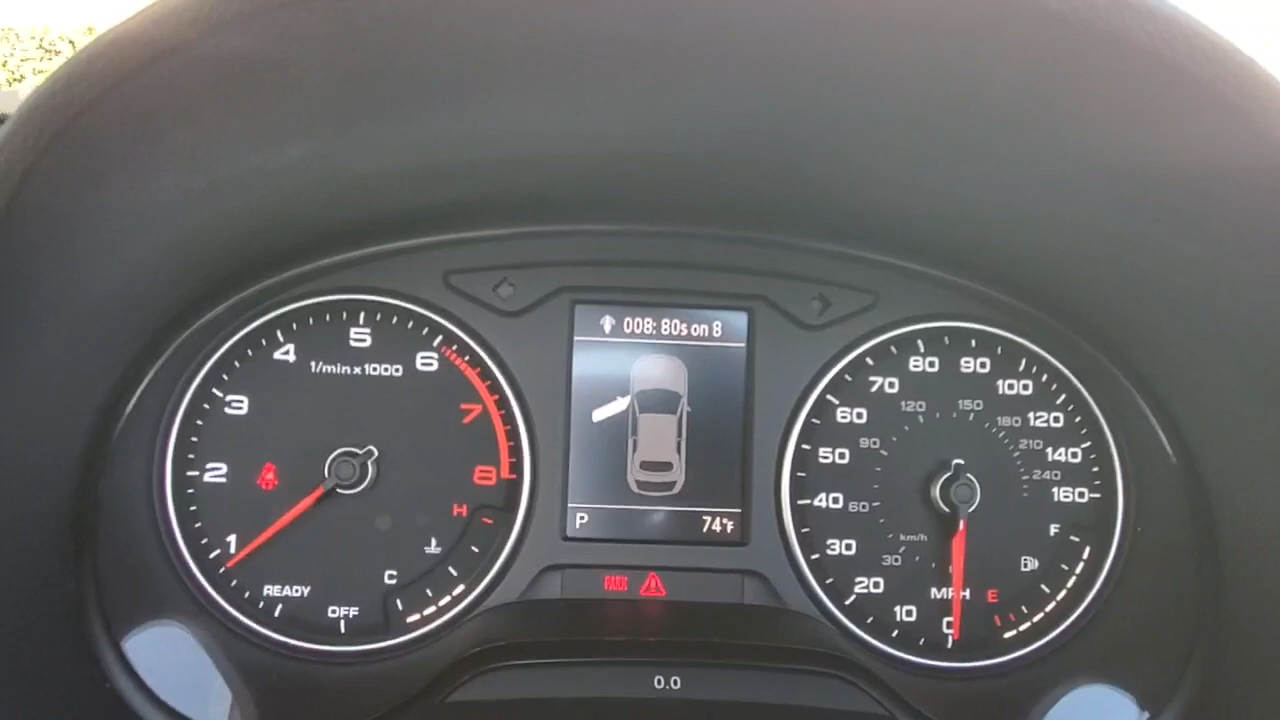 008: 80s on 8
P 74°F
PARK
0.0
5
4 6
1/min x 1000
3 7
2 8
H
1 C
READY
OFF
80 90
70 100
120 150
60 180 120
90 210
50 140
240
40 60 160
F
km/h
30 30
20 MPH E
10
0